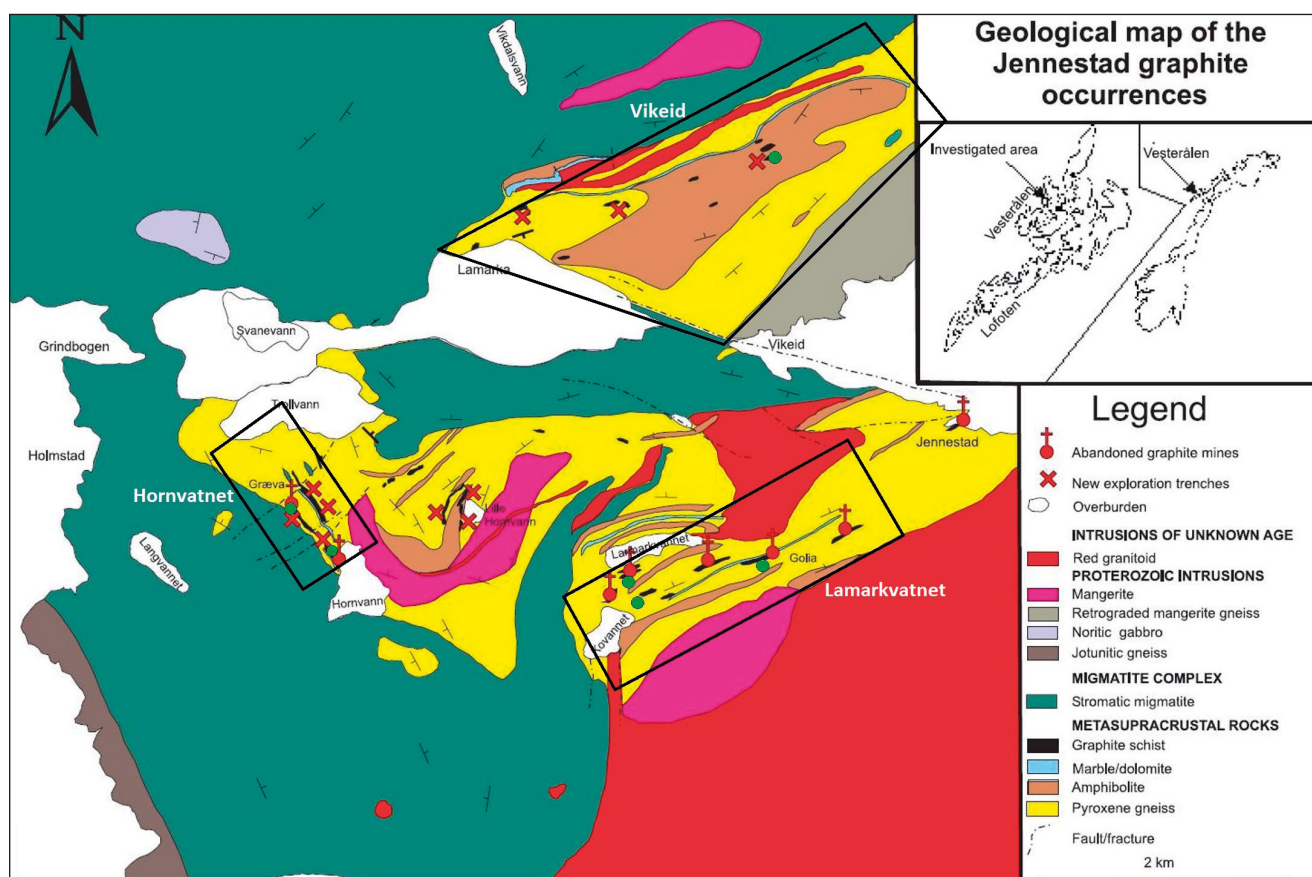 Geological map of the
Jennestad graphite
occurrences
N
Vikdalsvann
Vikeid
Investigated area
Vesterålen
Vesterålen
Lofoten
Lamarka
Svanevann
Grindbogen
Vikeid
Trollvann
Holmstad
Hornvatnet
Græva
Lille
Hornvann
Jennestad
Langvannet
Lamarkvannet
Golia
Hornvann
Kovannet
Lamarkvatnet
Legend
Abandoned graphite mines
New exploration trenches
Overburden
INTRUSIONS OF UNKNOWN AGE
Red granitoid
PROTEROZOIC INTRUSIONS
Mangerite
Retrograded mangerite gneiss
Noritic gabbro
Jotunitic gneiss
MIGMATITE COMPLEX
Stromatic migmatite
METASUPRACRUSTAL ROCKS
Graphite schist
Marble/dolomite
Amphibolite
Pyroxene gneiss
Fault/fracture
2 km